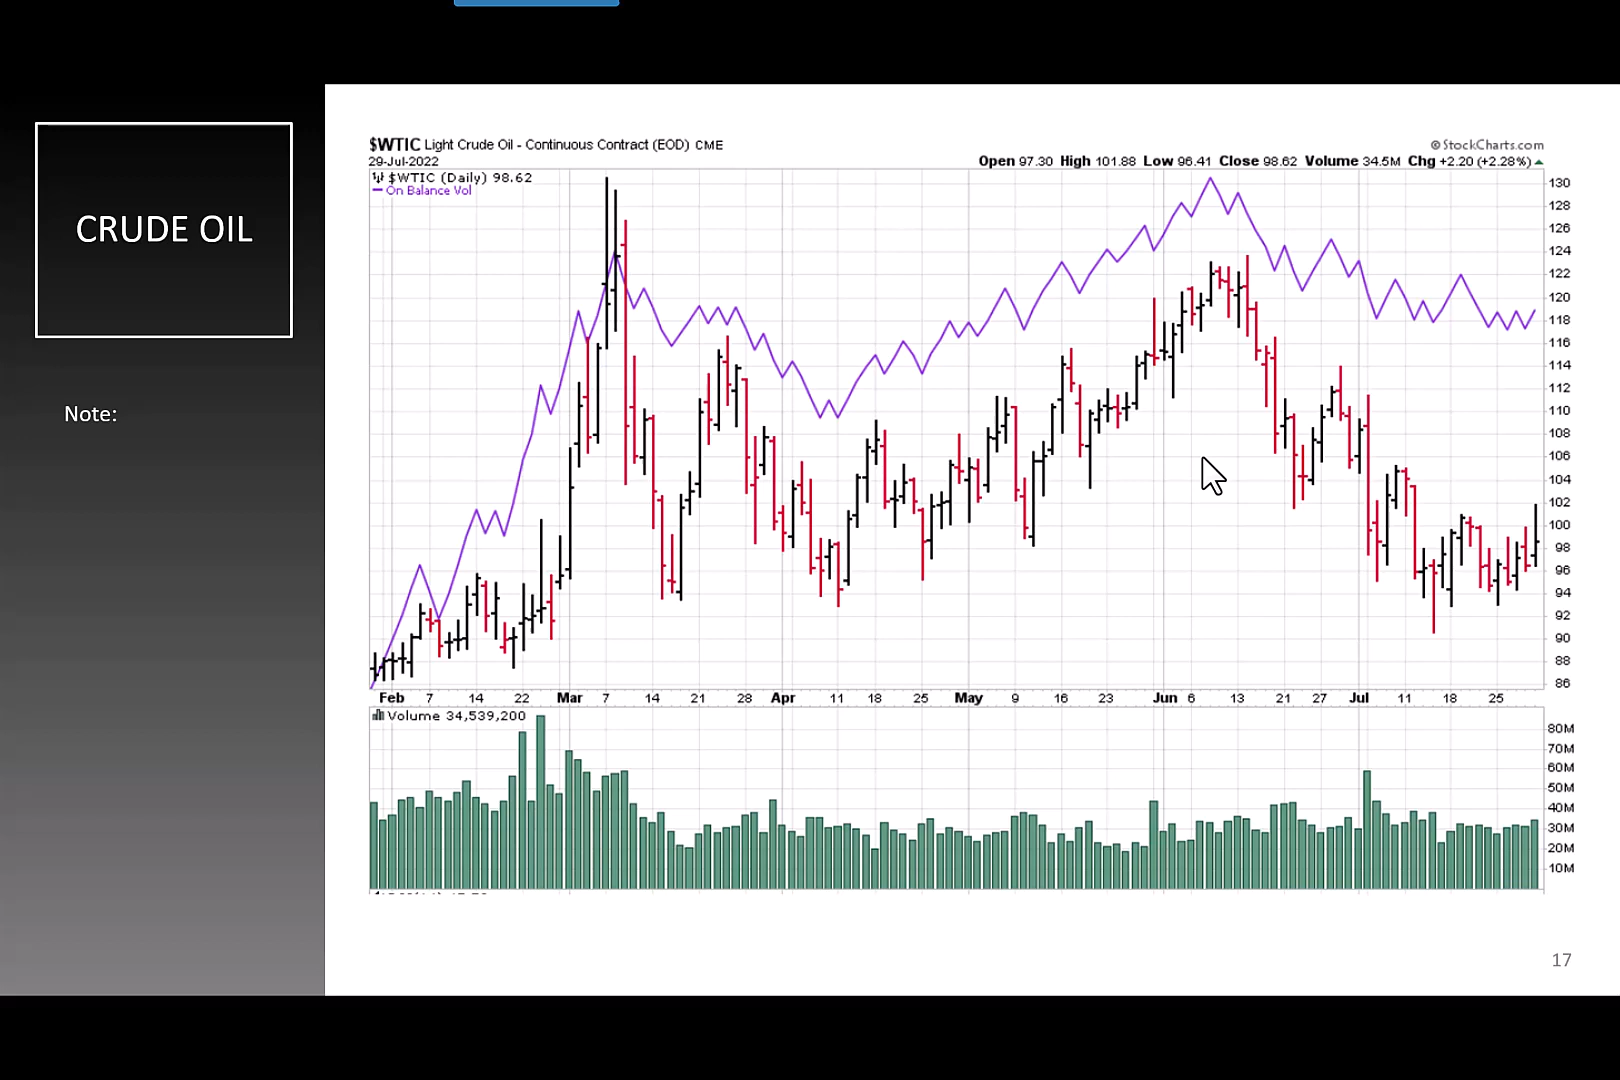 CRUDE OIL
Note:
$WTIC Light Crude Oil - Continuous Contract (EOD) CME
© StockCharts.com
29-Jul-2022
Open 97.30 High 101.88 Low 96.41 Close 98.62 Volume 34.5M Chg +2.20 (+2.28%)
$WTIC (Daily) 98.62
On Balance Vol
130
128
126
124
122
120
118
116
114
112
110
108
106
104
102
100
98
96
94
92
90
88
86
Feb 7 14 22 Mar 7 14 21 28 Apr 11 18 25 May 9 16 23 Jun 6 13 21 27 Jul 11 18 25
Volume 34,539,200
80M
70M
60M
50M
40M
30M
20M
10M
17